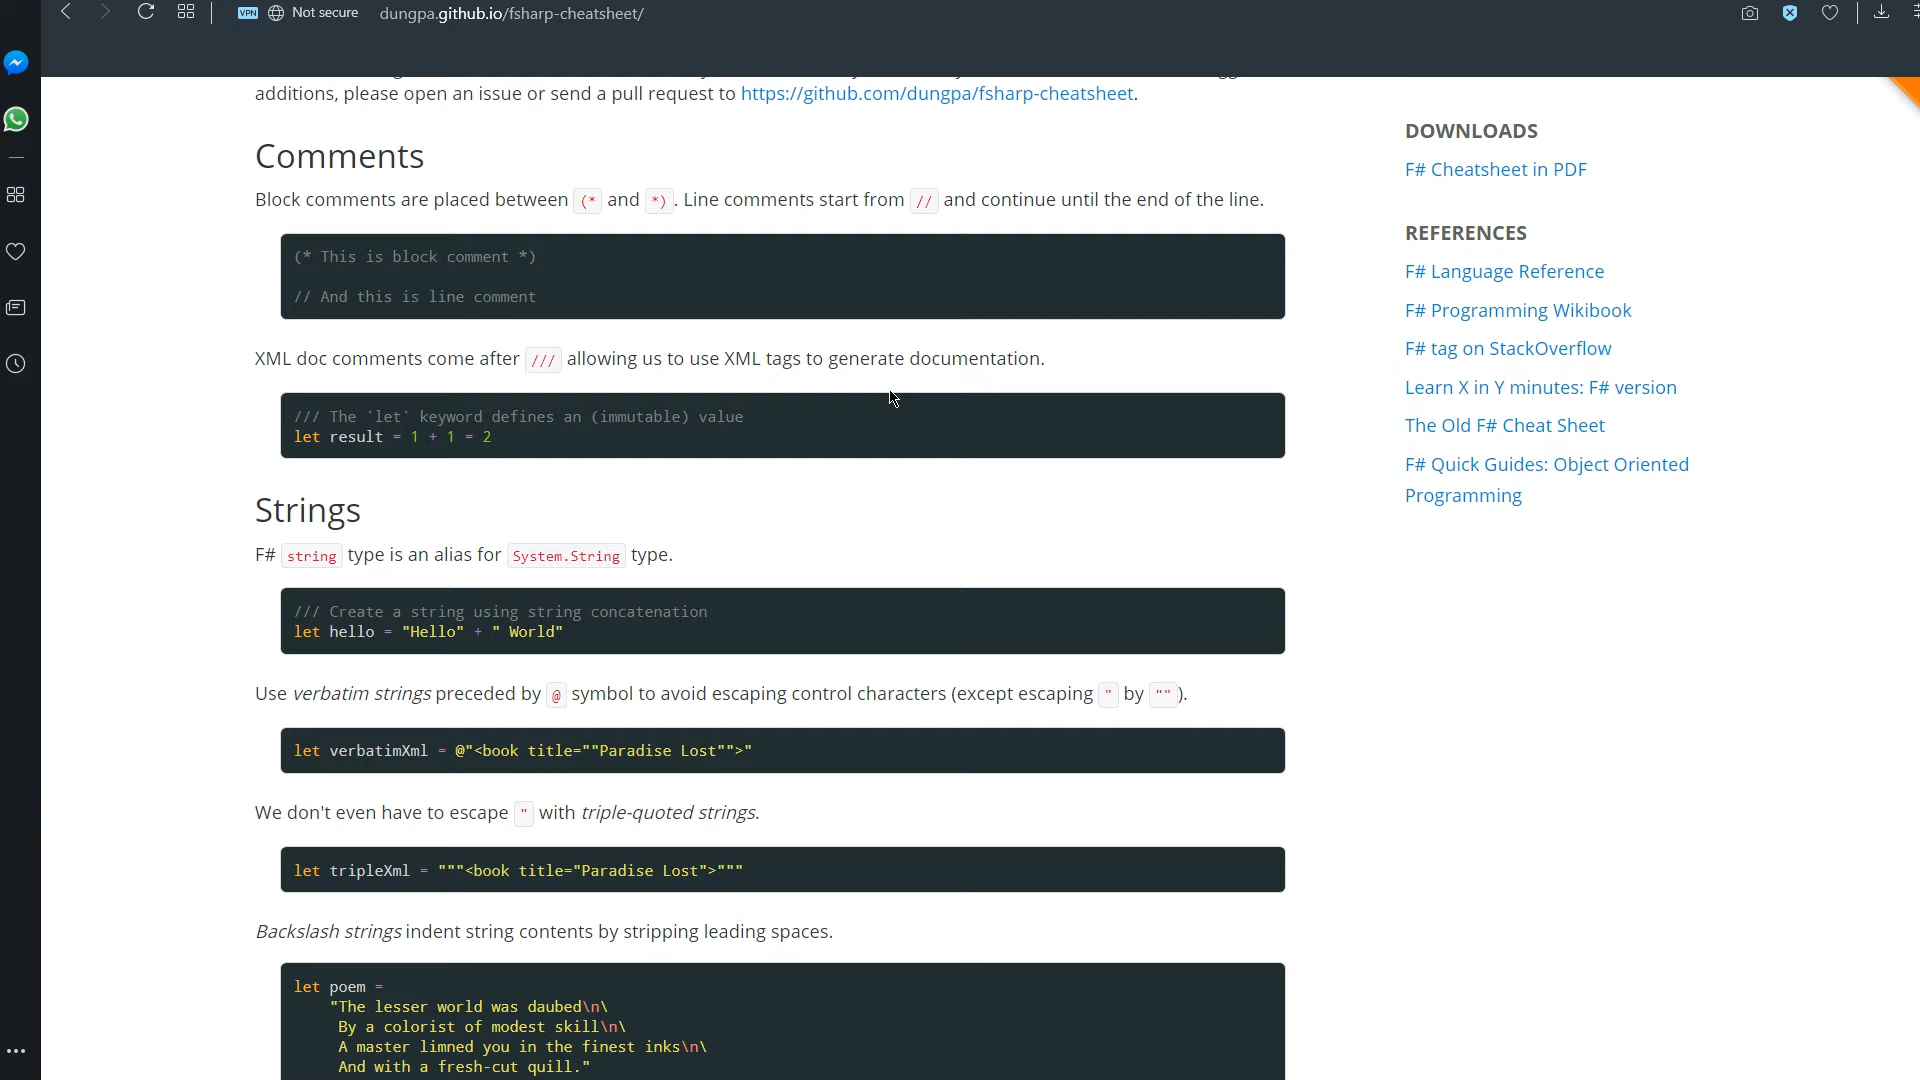 VPN Not secure dungpa.github.io/fsharp-cheatsheet/
additions, please open an issue or send a pull request to https://github.com/dungpa/fsharp-cheatsheet.
Comments
Block comments are placed between (* and *). Line comments start from // and continue until the end of the line.
(* This is block comment *)
// And this is line comment
XML doc comments come after /// allowing us to use XML tags to generate documentation.
/// The `let` keyword defines an (immutable) value
let result = 1 + 1 = 2
Strings
F# string type is an alias for System.String type.
/// Create a string using string concatenation
let hello = "Hello" + " World"
Use verbatim strings preceded by @ symbol to avoid escaping control characters (except escaping " by "").
let verbatimXml = @"<book title=""Paradise Lost"">"
We don't even have to escape " with triple-quoted strings.
let tripleXml = """<book title="Paradise Lost">"""
Backslash strings indent string contents by stripping leading spaces.
let poem =
    "The lesser world was daubed\n\
     By a colorist of modest skill\n\
     A master limned you in the finest inks\n\
     And with a fresh-cut quill."
DOWNLOADS
F# Cheatsheet in PDF
REFERENCES
F# Language Reference
F# Programming Wikibook
F# tag on StackOverflow
Learn X in Y minutes: F# version
The Old F# Cheat Sheet
F# Quick Guides: Object Oriented
Programming